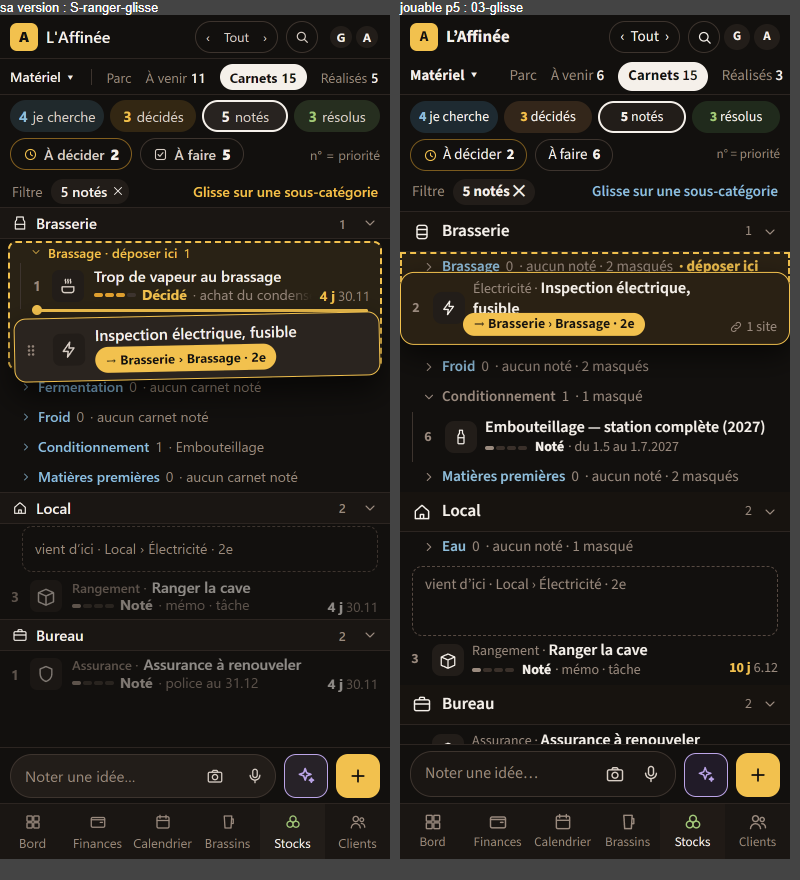 sa version : S-ranger-glisse
A L'Affinée ‹ Tout › G A
Matériel ▾ Parc À venir 11 Carnets 15 Réalisés 5
4 je cherche 3 décidés 5 notés 3 résolus
À décider 2 À faire 5 n° = priorité
Filtre 5 notés × Glisse sur une sous-catégorie
Brasserie 1
Brassage · déposer ici 1
1 Trop de vapeur au brassage
Décidé · achat du condens 4 j 30.11
Inspection électrique, fusible
→ Brasserie › Brassage · 2e
Fermentation 0 · aucun carnet noté
Froid 0 · aucun carnet noté
Conditionnement 1 · Embouteillage
Matières premières 0 · aucun carnet noté
Local 2
vient d'ici · Local › Électricité · 2e
3 Rangement · Ranger la cave
Noté · mémo · tâche 4 j 30.11
Bureau 2
1 Assurance · Assurance à renouveler
Noté · police au 31.12 4 j 30.11
Noter une idée...
+
Bord Finances Calendrier Brassins Stocks Clients
jouable p5 : 03-glisse
A L’Affinée ‹ Tout › G A
Matériel ▾ Parc À venir 6 Carnets 15 Réalisés 3
4 je cherche 3 décidés 5 notés 3 résolus
À décider 2 À faire 6 n° = priorité
Filtre 5 notés × Glisse sur une sous-catégorie
Brasserie 1
Brassage 0 · aucun noté · 2 masqués · déposer ici
2 Électricité · Inspection électrique,
fusible
→ Brasserie › Brassage · 2e 1 site
Froid 0 · aucun noté · 2 masqués
Conditionnement 1 · 1 masqué
6 Embouteillage — station complète (2027)
Noté · du 1.5 au 1.7.2027
Matières premières 0 · aucun noté · 2 masqués
Local 2
Eau 0 · aucun noté · 1 masqué
vient d’ici · Local › Électricité · 2e
3 Rangement · Ranger la cave
Noté · mémo · tâche 10 j 6.12
Bureau 2
Assurance · Assurance à renouveler
Noter une idée…
+
Bord Finances Calendrier Brassins Stocks Clients